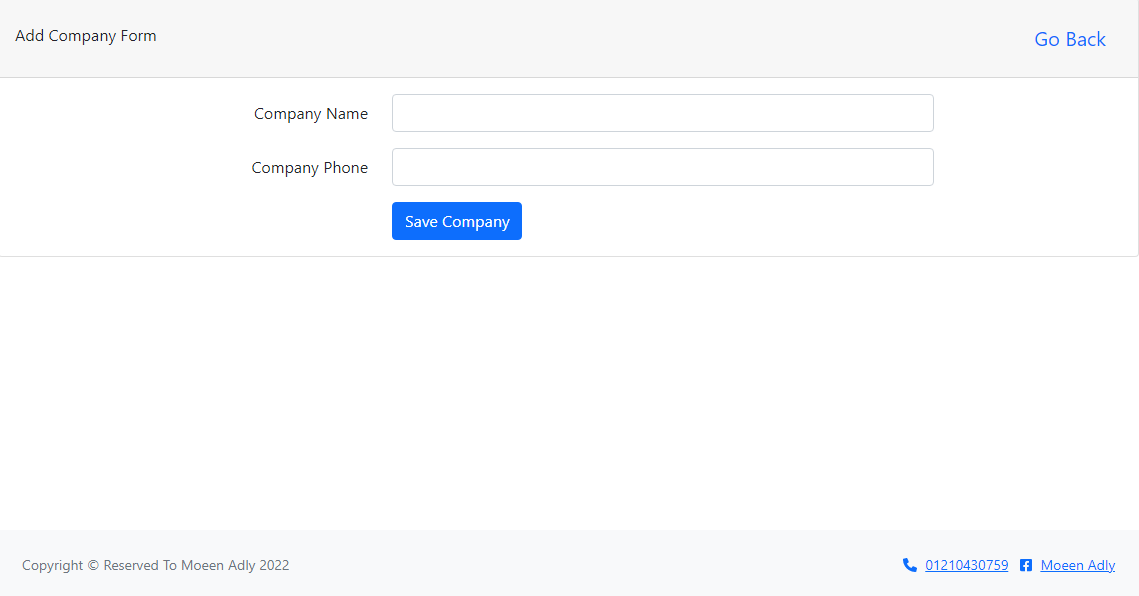 Add Company Form
Go Back
Company Name
Company Phone
Save Company
Copyright © Reserved To Moeen Adly 2022
01210430759 Moeen Adly